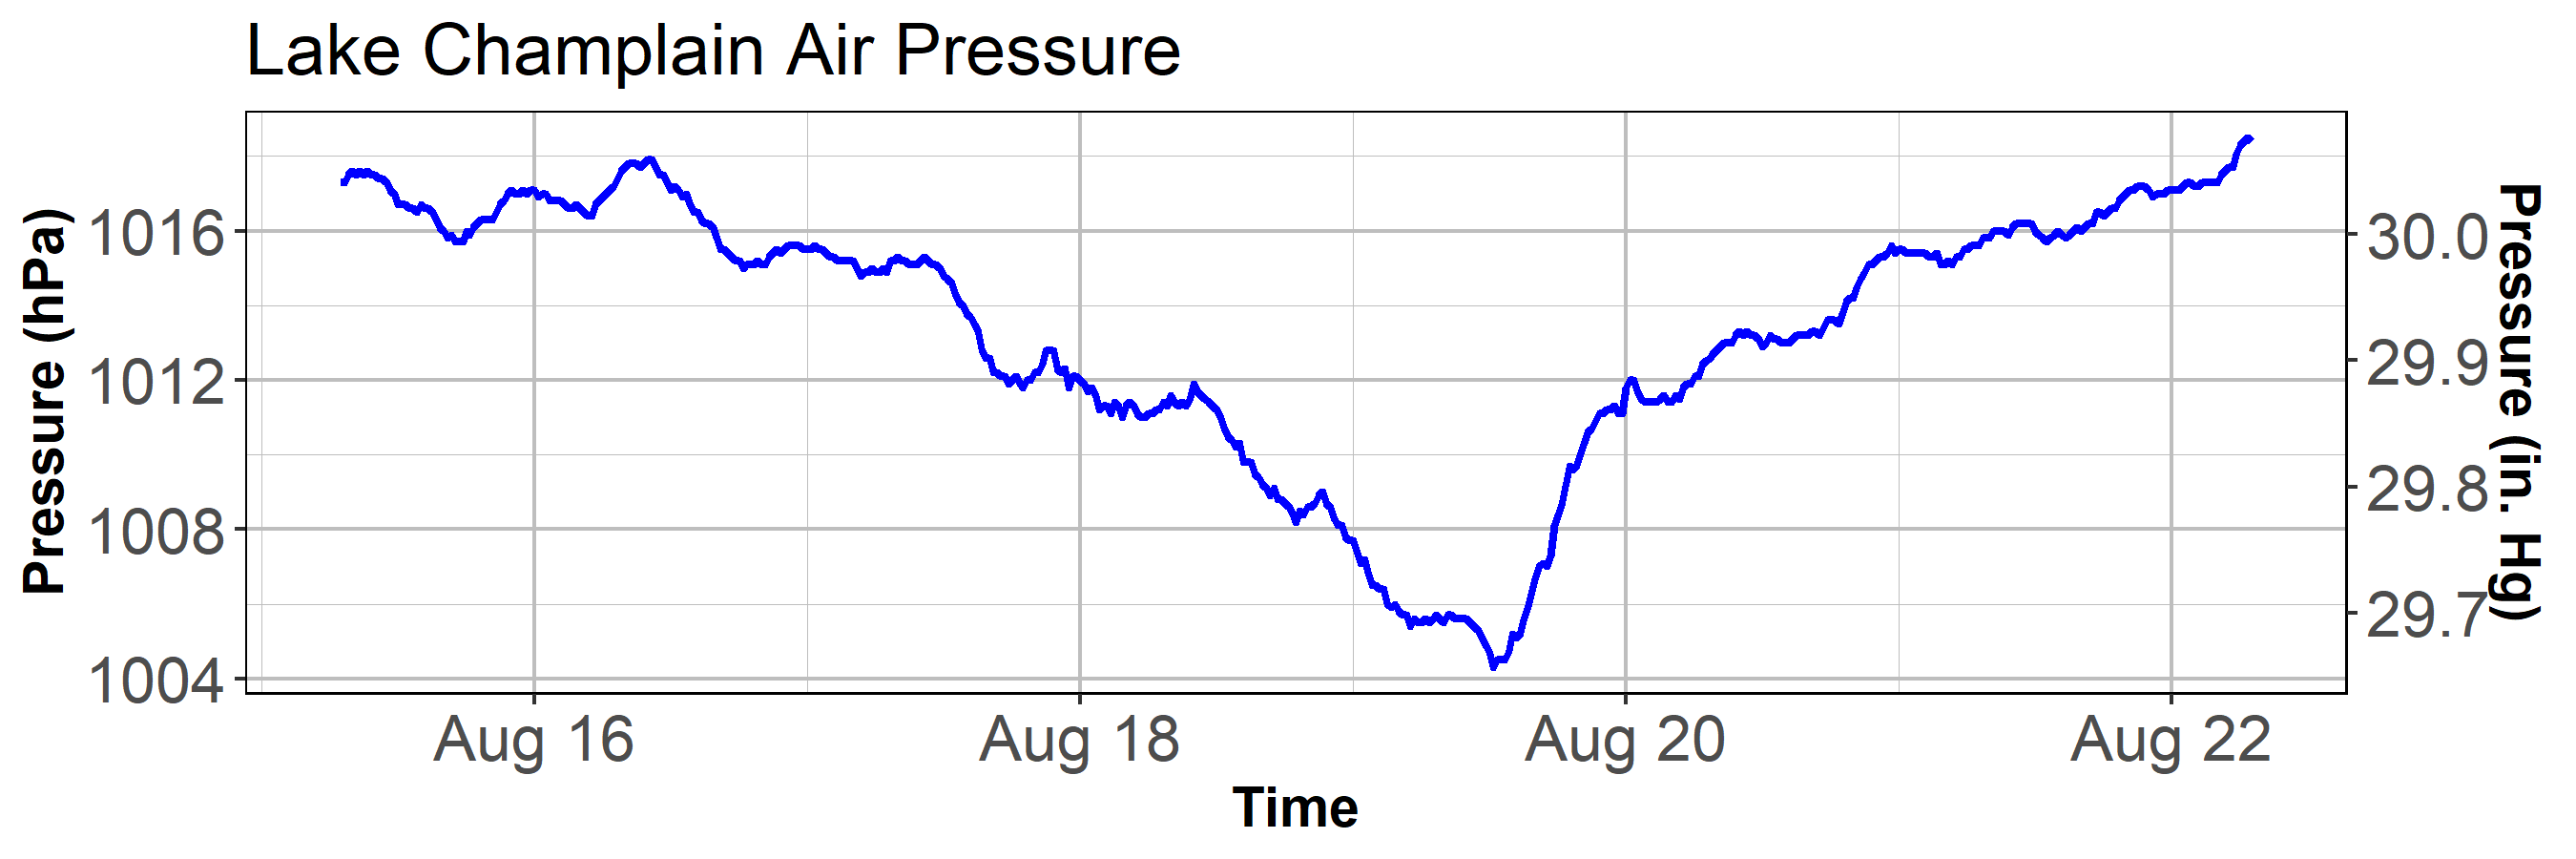 Lake Champlain Air Pressure
Pressure (hPa)
1016
1012
1008
1004
30.0
29.9
29.8
29.7
Pressure (in. Hg)
Aug 16
Aug 18
Aug 20
Aug 22
Time